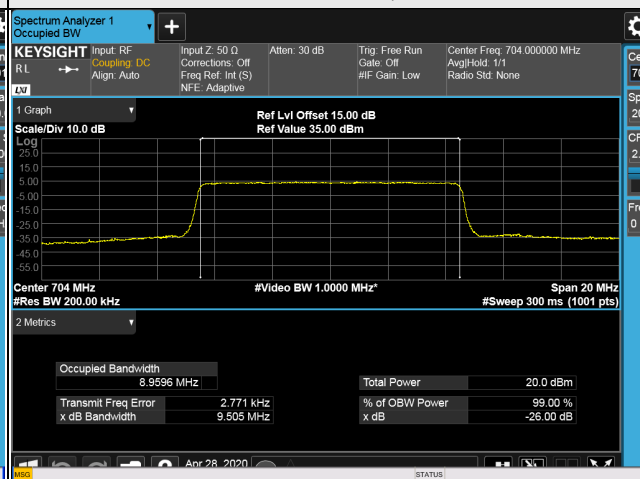 Spectrum Analyzer 1
Occupied BW
KEYSIGHT
R L
LXI
Input: RF
Coupling: DC
Align: Auto
Input Z: 50 Ω
Corrections: Off
Freq Ref: Int (S)
NFE: Adaptive
Atten: 30 dB
Trig: Free Run
Gate: Off
#IF Gain: Low
Center Freq: 704.000000 MHz
Avg|Hold: 1/1
Radio Std: None
1 Graph
Scale/Div 10.0 dB
Ref Lvl Offset 15.00 dB
Ref Value 35.00 dBm
Log
25.0
15.0
5.00
-5.00
-15.0
-25.0
-35.0
-45.0
-55.0
Center 704 MHz
#Video BW 1.0000 MHz*
Span 20 MHz
#Res BW 200.00 kHz
#Sweep 300 ms (1001 pts)
2 Metrics
Occupied Bandwidth
8.9596 MHz
Total Power 20.0 dBm
Transmit Freq Error 2.771 kHz
% of OBW Power 99.00 %
x dB Bandwidth 9.505 MHz
x dB -26.00 dB
Apr 28, 2020
MSG
STATUS